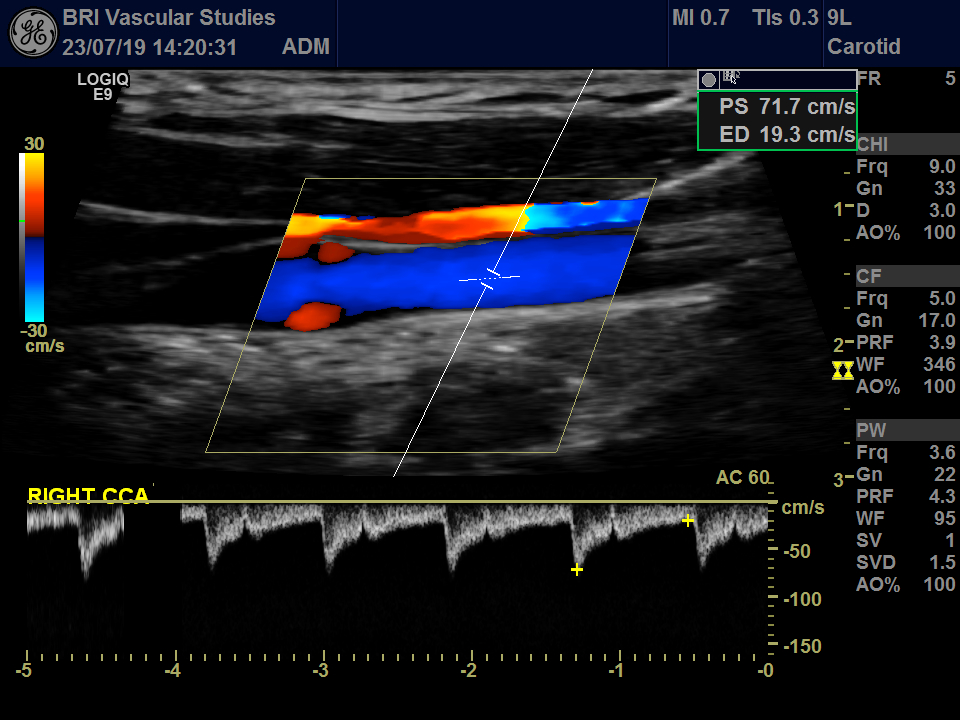 BRI Vascular Studies
23/07/19 14:20:31 ADM
MI 0.7 TIs 0.3 9L
Carotid
LOGIQ
E9
PS 71.7 cm/s
ED 19.3 cm/s
30
-30
cm/s
FR 5
CHI
Frq 9.0
Gn 33
D 3.0
AO% 100
CF
Frq 5.0
Gn 17.0
PRF 3.9
WF 346
AO% 100
PW
Frq 3.6
Gn 22
PRF 4.3
WF 95
SV 1
SVD 1.5
AO% 100
1
2
3
RIGHT CCA
AC 60
cm/s
-50
-100
-150
-5 -4 -3 -2 -1 -0